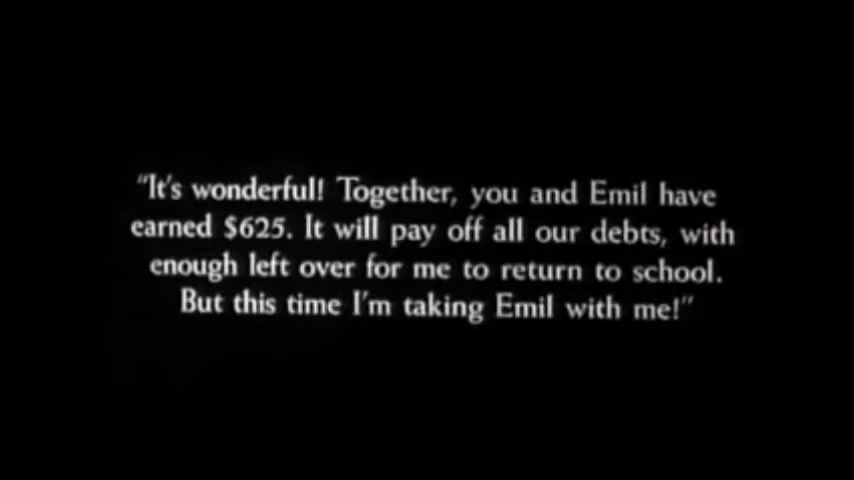 "It's wonderful! Together, you and Emil have
earned $625. It will pay off all our debts, with
enough left over for me to return to school.
But this time I'm taking Emil with me!"